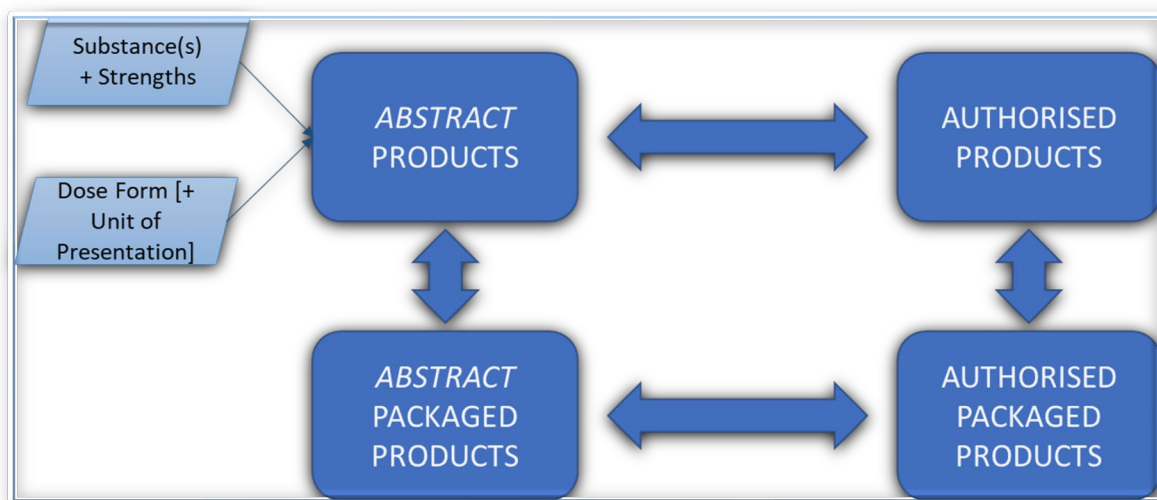 Substance(s)
+ Strengths
Dose Form [+
Unit of
Presentation]
ABSTRACT
PRODUCTS
AUTHORISED
PRODUCTS
ABSTRACT
PACKAGED
PRODUCTS
AUTHORISED
PACKAGED
PRODUCTS